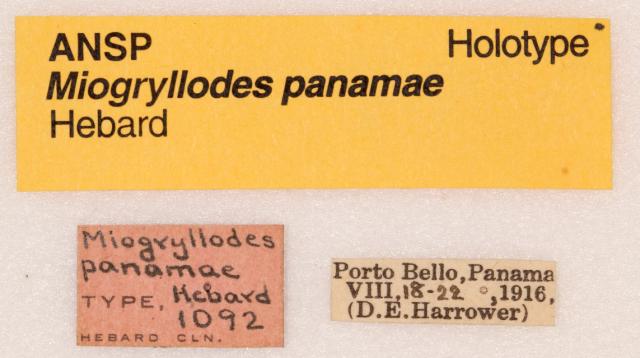 ANSP Holotype
Miogryllodes panamae
Hebard
Miogryllodes
panamae
TYPE, Hebard
1092
HEBARD CLN.
Porto Bello, Panama
VIII, 18-22 , 1916,
(D.E.Harrower)